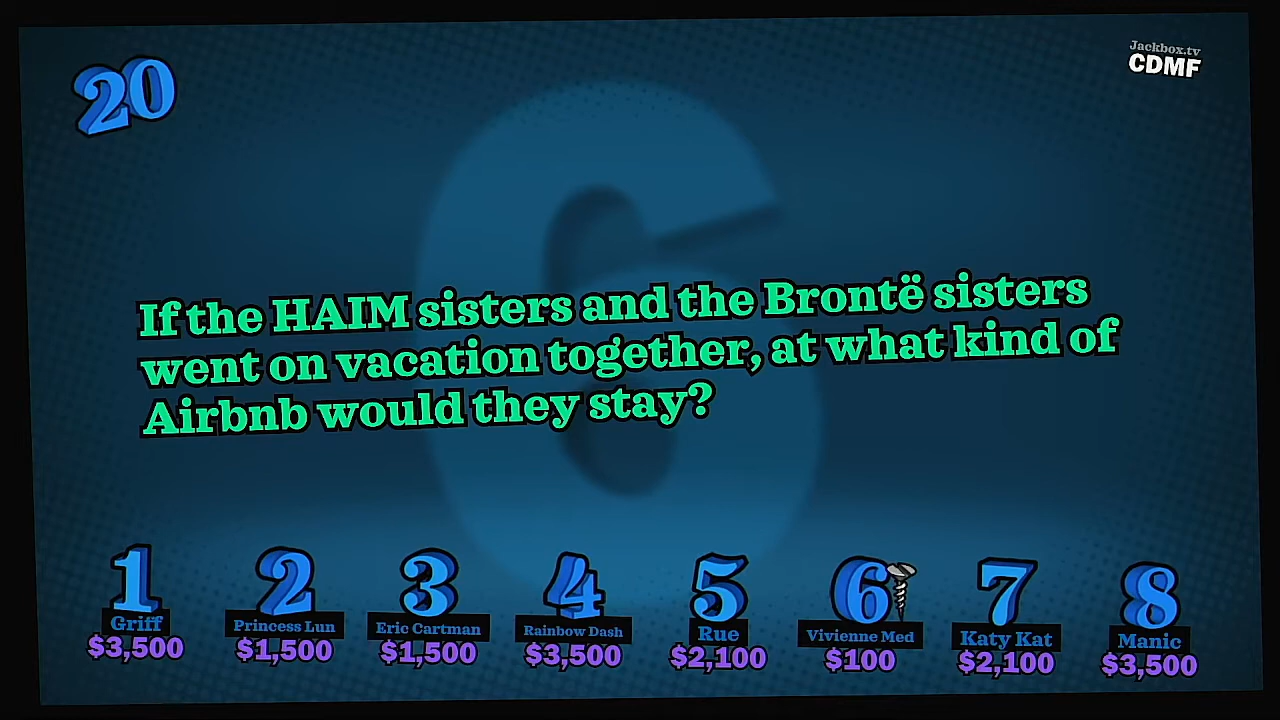 20
Jackbox.tv
CDMF
If the HAIM sisters and the Brontë sisters
went on vacation together, at what kind of
Airbnb would they stay?
6
1 2 3 4 5 6 7 8
Griff Princess Lun Eric Cartman Rainbow Dash Rue Vivienne Med Katy Kat Manic
$3,500 $1,500 $1,500 $3,500 $2,100 $100 $2,100 $3,500